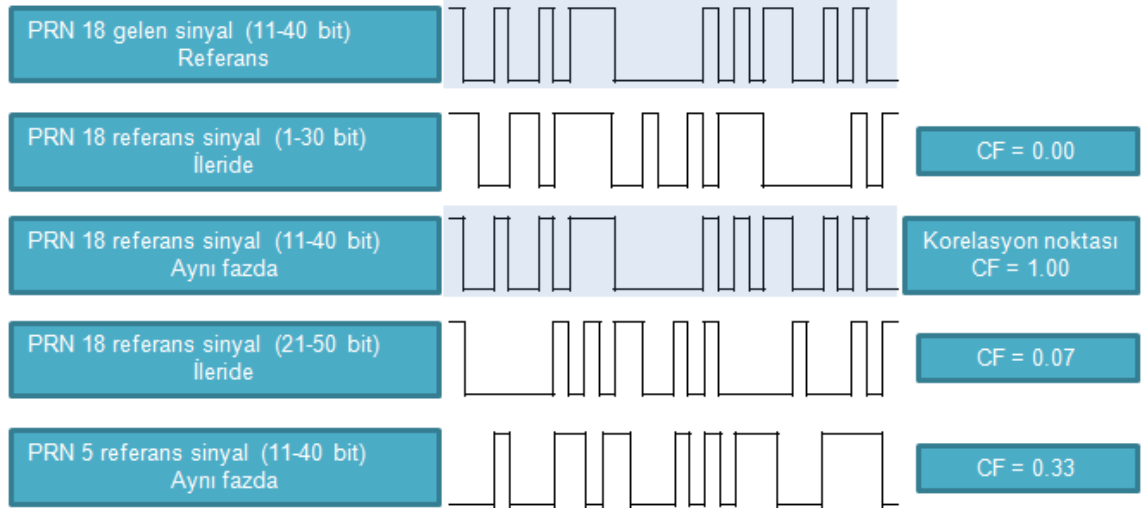 PRN 18 gelen sinyal (11-40 bit)
Referans
PRN 18 referans sinyal (1-30 bit)
İleride
CF = 0.00
PRN 18 referans sinyal (11-40 bit)
Aynı fazda
Korelasyon noktası
CF = 1.00
PRN 18 referans sinyal (21-50 bit)
İleride
CF = 0.07
PRN 5 referans sinyal (11-40 bit)
Aynı fazda
CF = 0.33